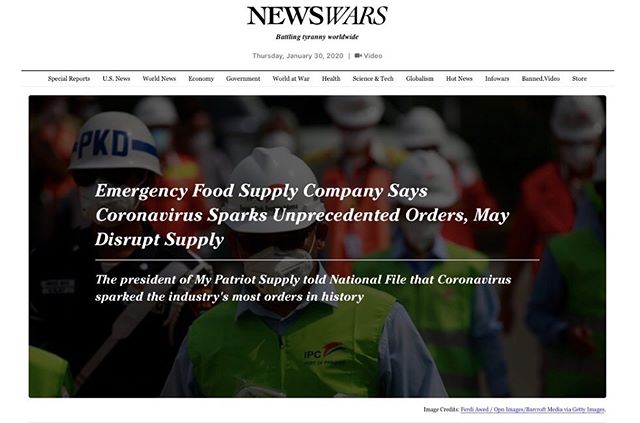 NEWSWARS
Battling tyranny worldwide
Thursday, January 30, 2020 | Video
Special Reports U.S. News World News Economy Government World at War Health Science & Tech Globalism Hot News Infowars Banned.Video Store
PKD
Emergency Food Supply Company Says
Coronavirus Sparks Unprecedented Orders, May
Disrupt Supply
The president of My Patriot Supply told National File that Coronavirus
sparked the industry's most orders in history
IPC
Image Credits: Ferdi Awed / Opn Images/Barcroft Media via Getty Images.